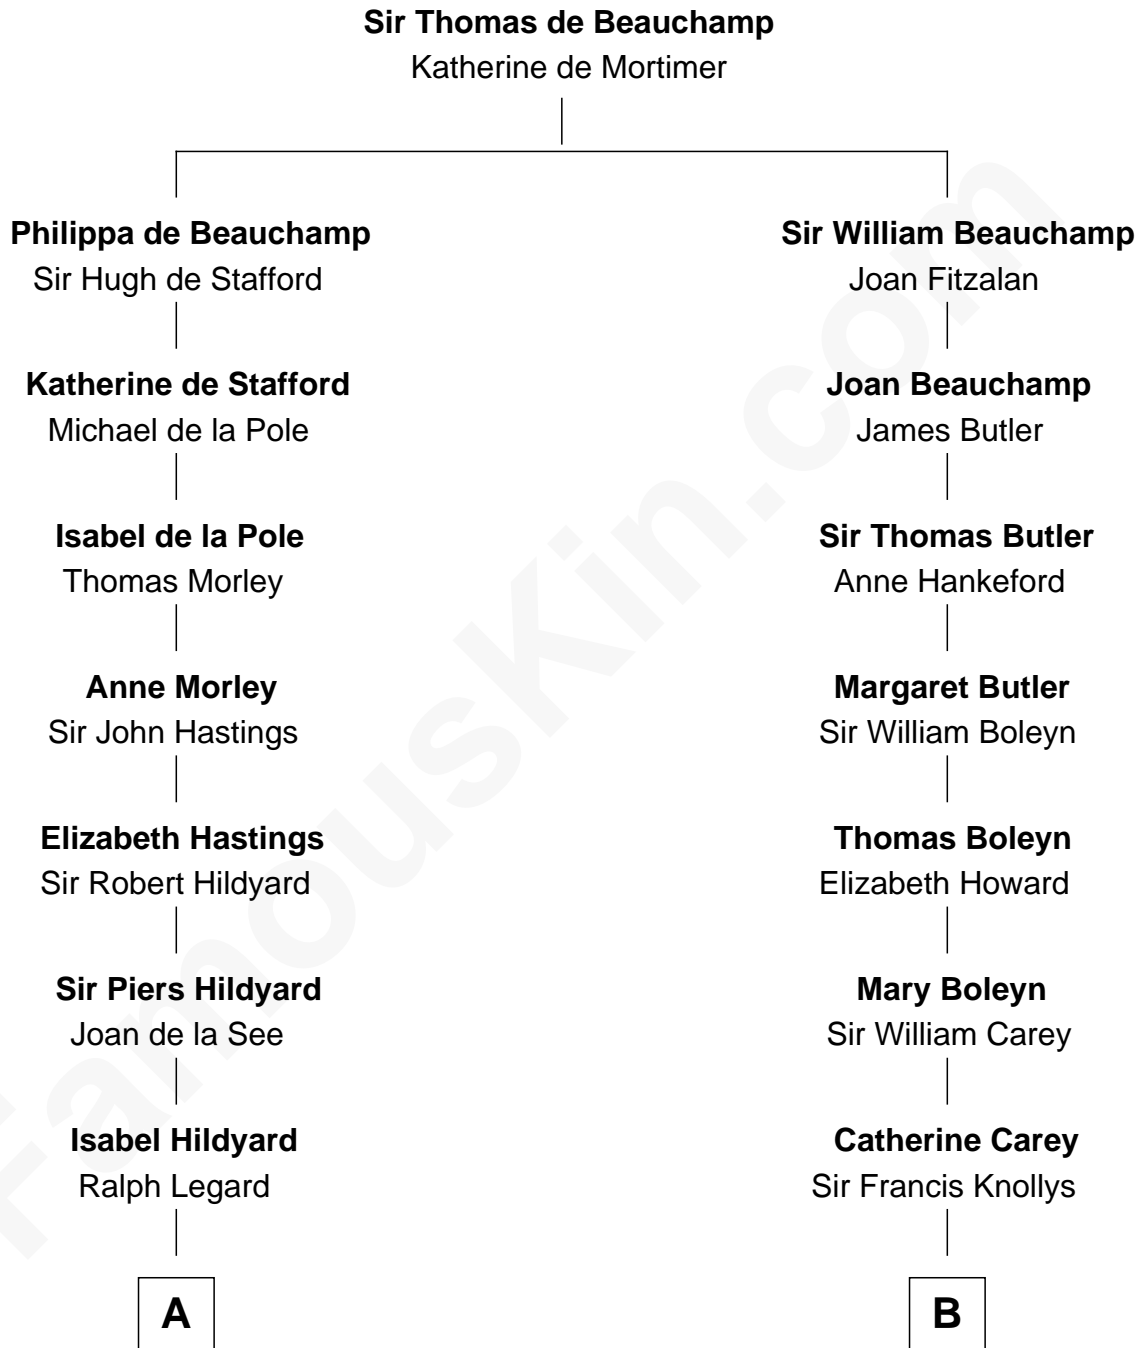 Sir Thomas de Beauchamp
Katherine de Mortimer
Philippa de Beauchamp
Sir Hugh de Stafford
Sir William Beauchamp
Joan Fitzalan
Katherine de Stafford
Michael de la Pole
Joan Beauchamp
James Butler
Isabel de la Pole
Thomas Morley
Sir Thomas Butler
Anne Hankeford
Anne Morley
Sir John Hastings
Margaret Butler
Sir William Boleyn
Elizabeth Hastings
Sir Robert Hildyard
Thomas Boleyn
Elizabeth Howard
Sir Piers Hildyard
Joan de la See
Mary Boleyn
Sir William Carey
Isabel Hildyard
Ralph Legard
Catherine Carey
Sir Francis Knollys
A
B
FamousKin.com